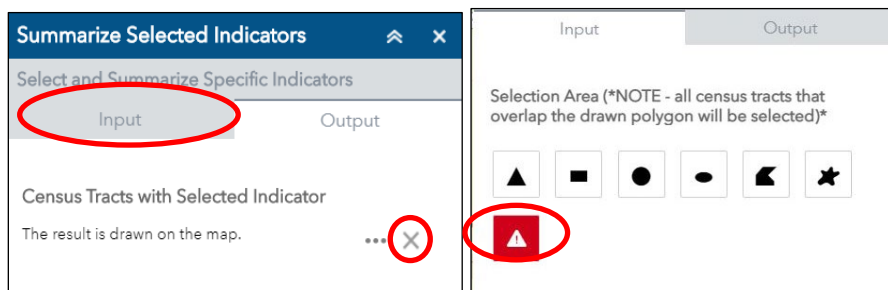 Summarize Selected Indicators
Select and Summarize Specific Indicators
Input
Output
Census Tracts with Selected Indicator
The result is drawn on the map.
Input
Output
Selection Area (*NOTE - all census tracts that
overlap the drawn polygon will be selected)*